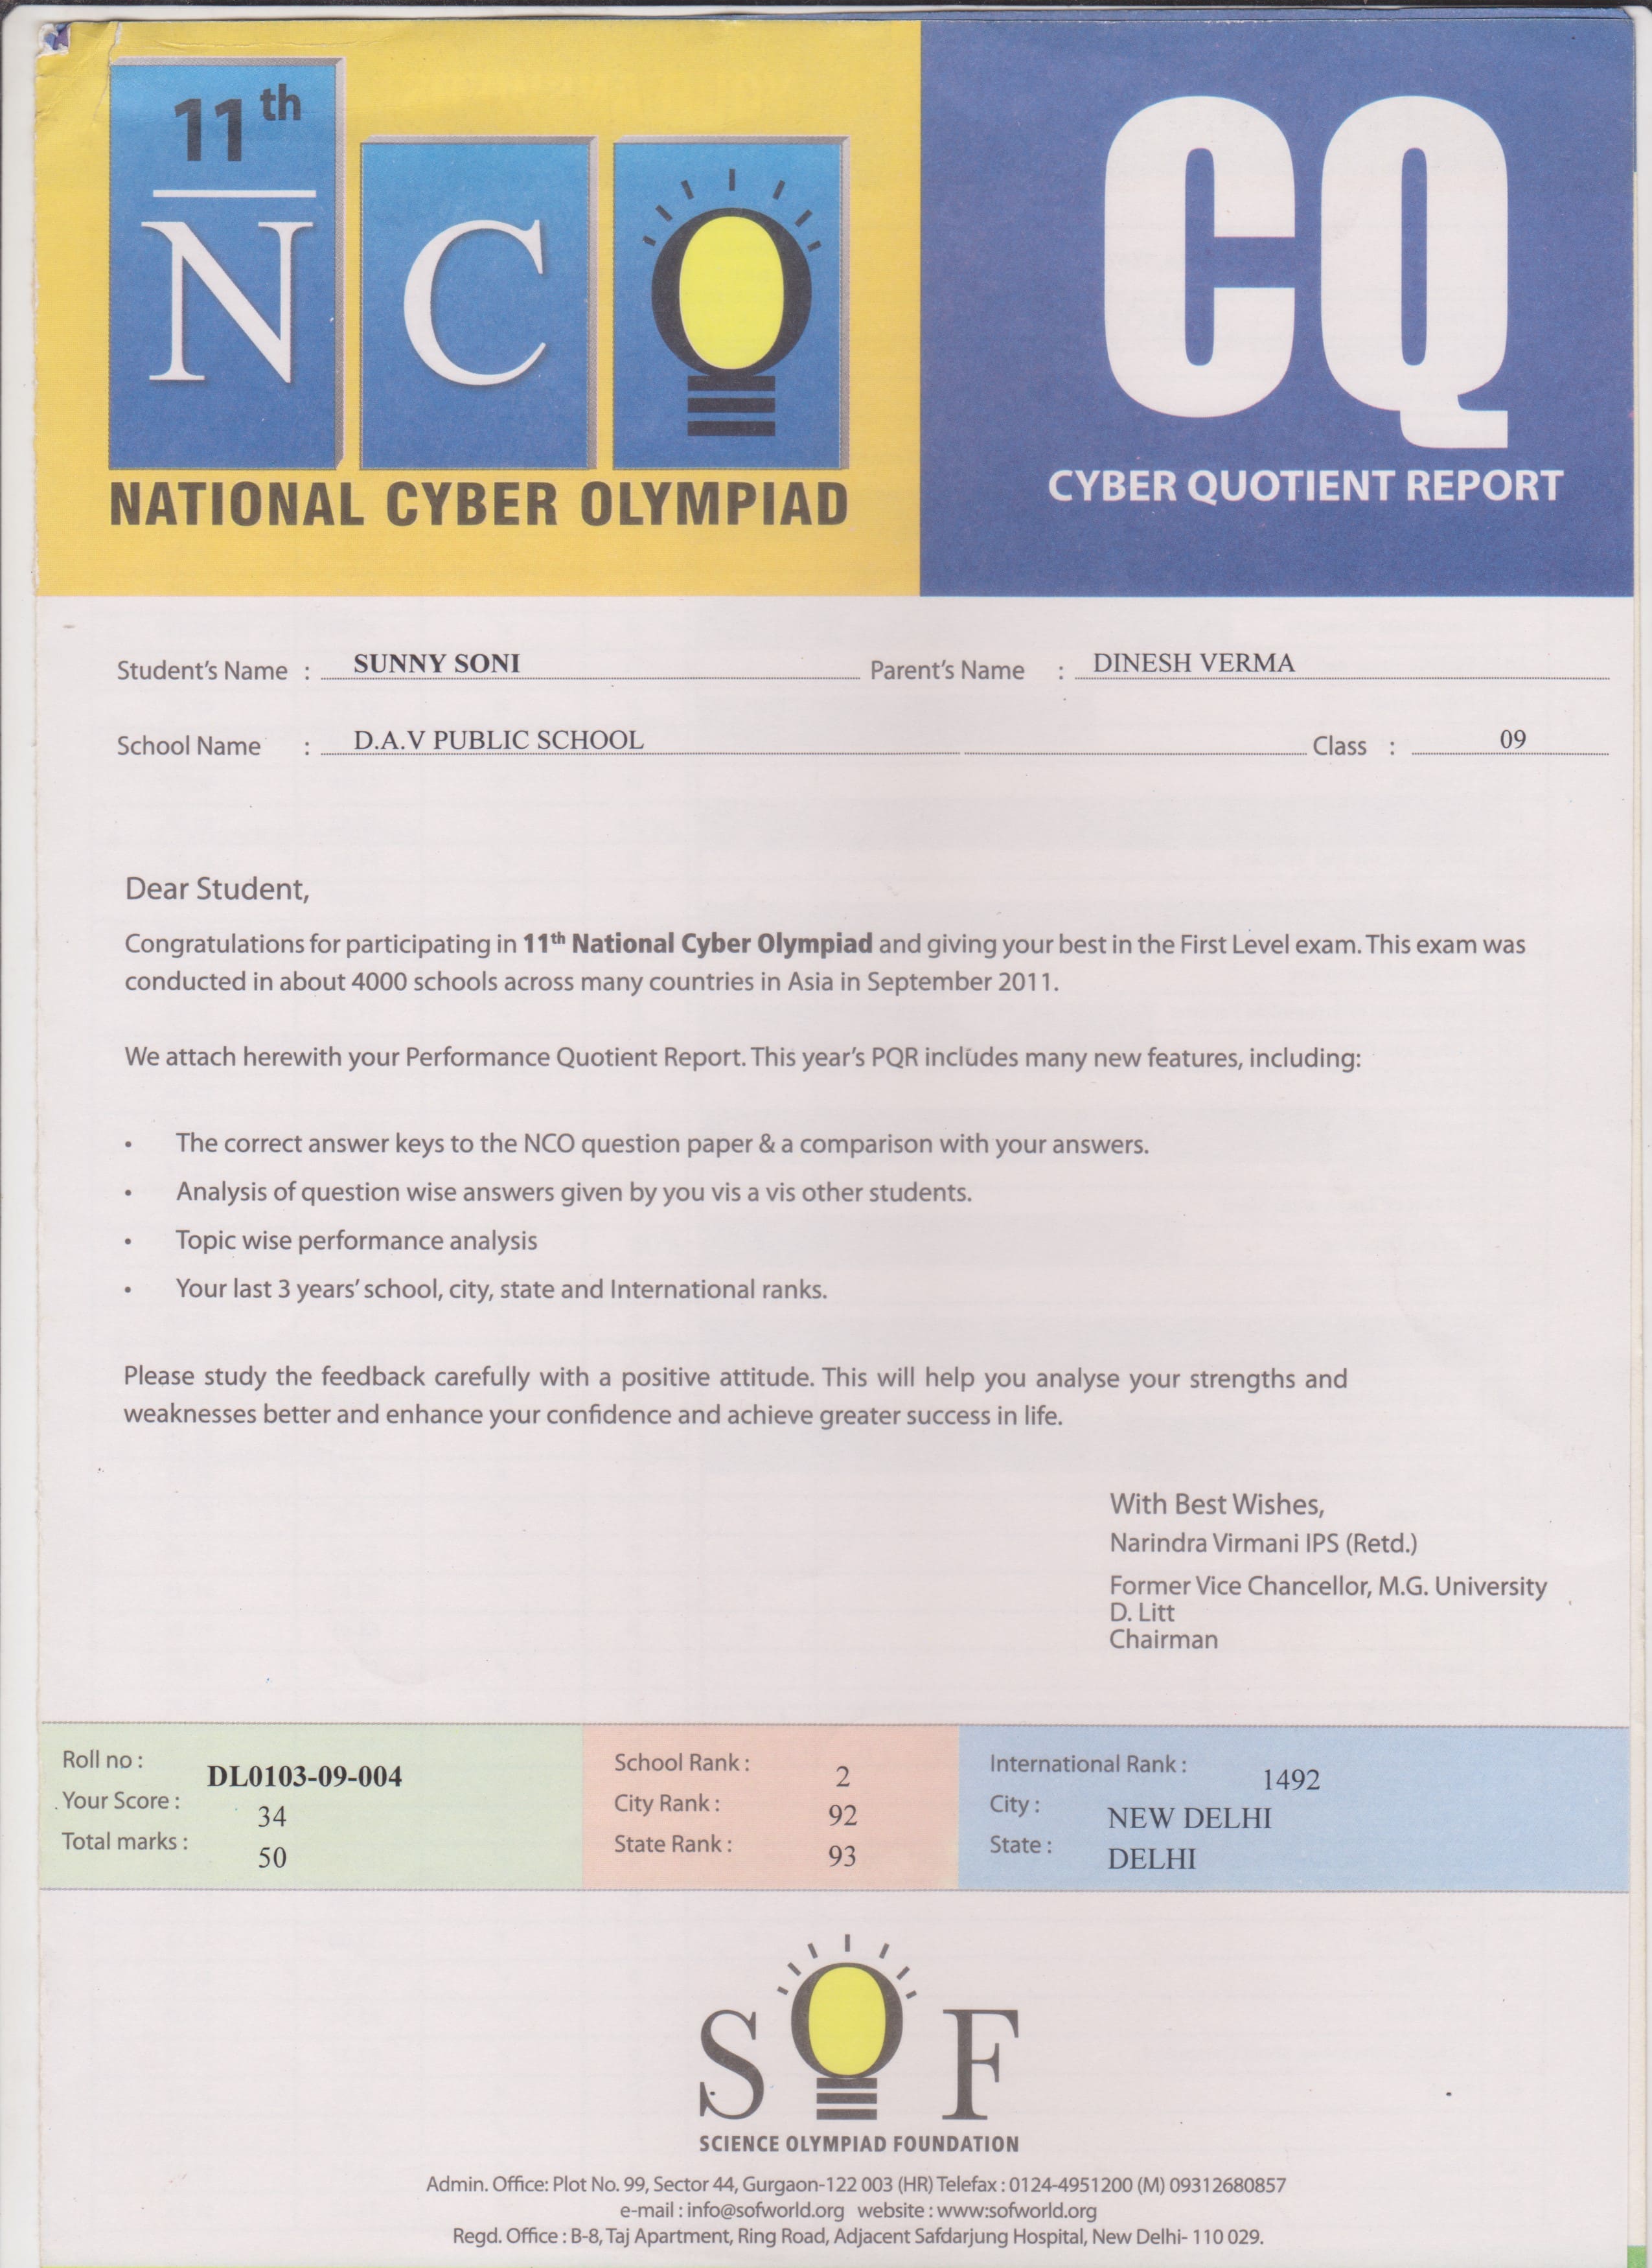 11th
NCO
NATIONAL CYBER OLYMPIAD
CQ
CYBER QUOTIENT REPORT
Student's Name : SUNNY SONI Parent's Name : DINESH VERMA
School Name : D.A.V PUBLIC SCHOOL Class : 09
Dear Student,
Congratulations for participating in 11th National Cyber Olympiad and giving your best in the First Level exam. This exam was
conducted in about 4000 schools across many countries in Asia in September 2011.
We attach herewith your Performance Quotient Report. This year's PQR includes many new features, including:
• The correct answer keys to the NCO question paper & a comparison with your answers.
• Analysis of question wise answers given by you vis a vis other students.
• Topic wise performance analysis
• Your last 3 years' school, city, state and International ranks.
Please study the feedback carefully with a positive attitude. This will help you analyse your strengths and
weaknesses better and enhance your confidence and achieve greater success in life.
With Best Wishes,
Narindra Virmani IPS (Retd.)
Former Vice Chancellor, M.G. University
D. Litt
Chairman
Roll no : DL0103-09-004 School Rank : 2 International Rank : 1492
Your Score : 34 City Rank : 92 City : NEW DELHI
Total marks : 50 State Rank : 93 State : DELHI
SOF
SCIENCE OLYMPIAD FOUNDATION
Admin. Office: Plot No. 99, Sector 44, Gurgaon-122 003 (HR) Telefax : 0124-4951200 (M) 09312680857
e-mail : info@sofworld.org website : www:sofworld.org
Regd. Office : B-8, Taj Apartment, Ring Road, Adjacent Safdarjung Hospital, New Delhi- 110 029.